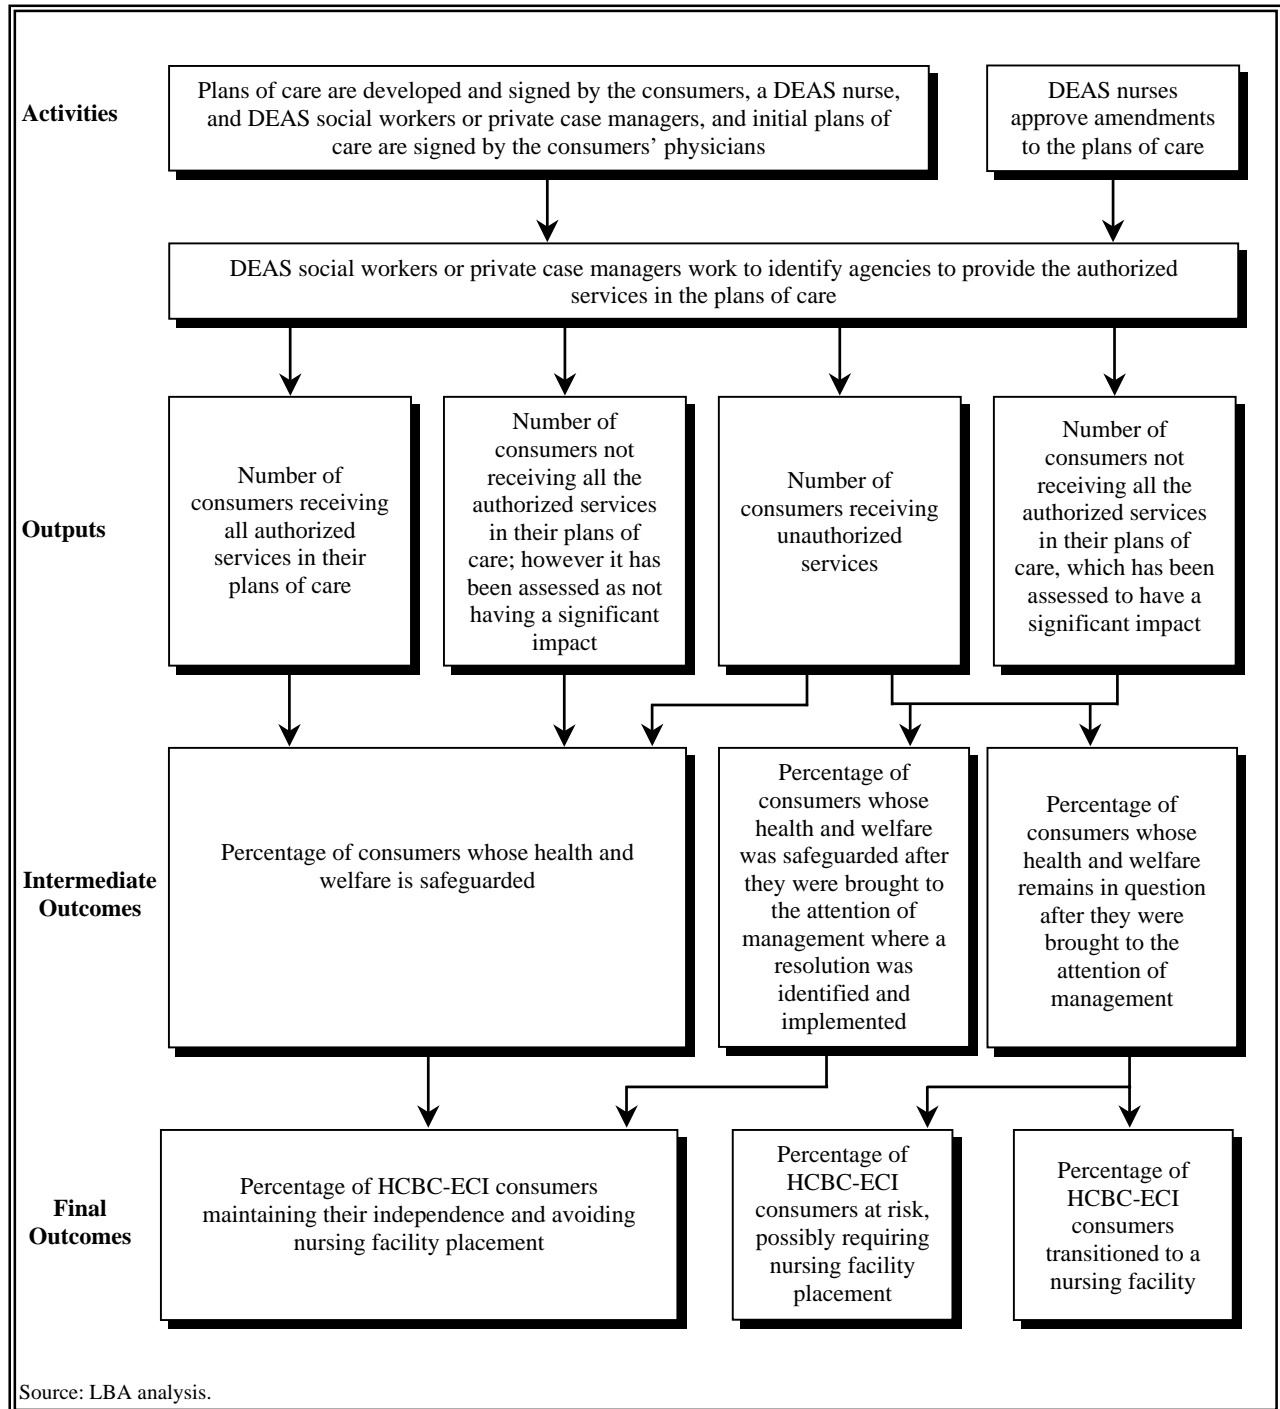 Activities
Plans of care are developed and signed by the consumers, a DEAS nurse,
and DEAS social workers or private case managers, and initial plans of
care are signed by the consumers’ physicians
DEAS nurses
approve amendments
to the plans of care
DEAS social workers or private case managers work to identify agencies to provide the authorized
services in the plans of care
Outputs
Number of
consumers receiving
all authorized
services in their
plans of care
Number of
consumers not
receiving all the
authorized services
in their plans of
care; however it has
been assessed as not
having a significant
impact
Number of
consumers receiving
unauthorized
services
Number of
consumers not
receiving all the
authorized services
in their plans of
care, which has been
assessed to have a
significant impact
Intermediate
Outcomes
Percentage of consumers whose health and
welfare is safeguarded
Percentage of
consumers whose
health and welfare
was safeguarded after
they were brought to
the attention of
management where a
resolution was
identified and
implemented
Percentage of
consumers whose
health and welfare
remains in question
after they were
brought to the
attention of
management
Final
Outcomes
Percentage of HCBC-ECI consumers
maintaining their independence and avoiding
nursing facility placement
Percentage of
HCBC-ECI
consumers at risk,
possibly requiring
nursing facility
placement
Percentage of
HCBC-ECI
consumers
transitioned to a
nursing facility
Source: LBA analysis.